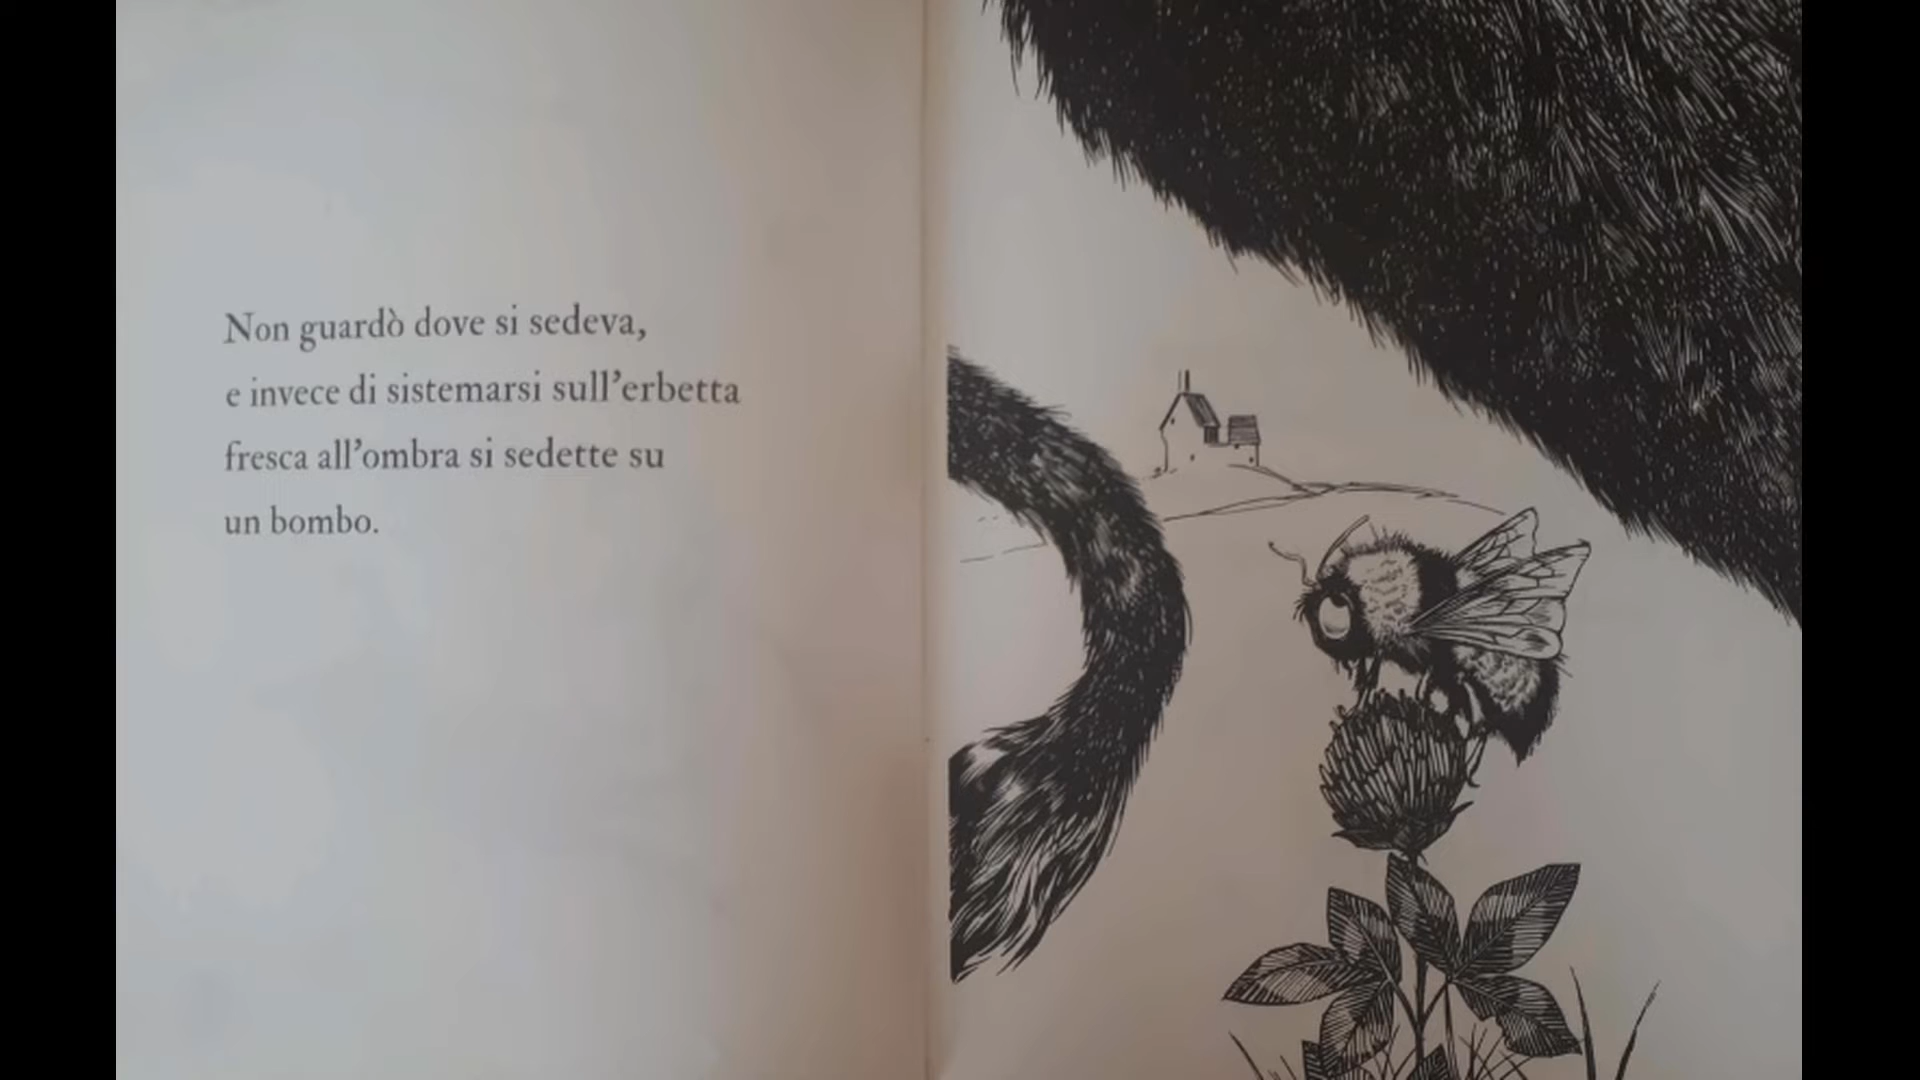 Non guardò dove si sedeva,
e invece di sistemarsi sull’erbetta
fresca all’ombra si sedette su
un bombo.